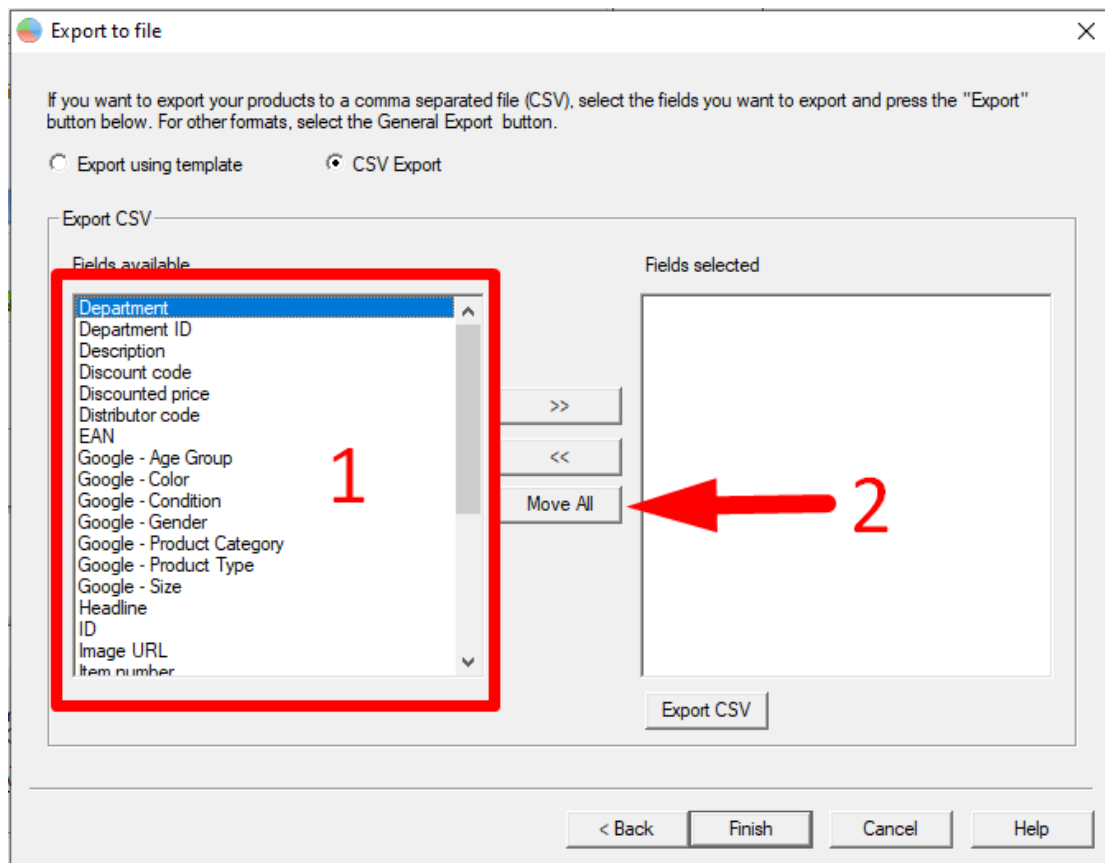 Export to file
If you want to export your products to a comma separated file (CSV), select the fields you want to export and press the "Export"
button below. For other formats, select the General Export button.
Export using template
CSV Export
Export CSV
Fields available
Fields selected
Department
Department ID
Description
Discount code
Discounted price
Distributor code
EAN
Google - Age Group
Google - Color
Google - Condition
Google - Gender
Google - Product Category
Google - Product Type
Google - Size
Headline
ID
Image URL
Item number
1
>>
<<
Move All
2
Export CSV
< Back
Finish
Cancel
Help